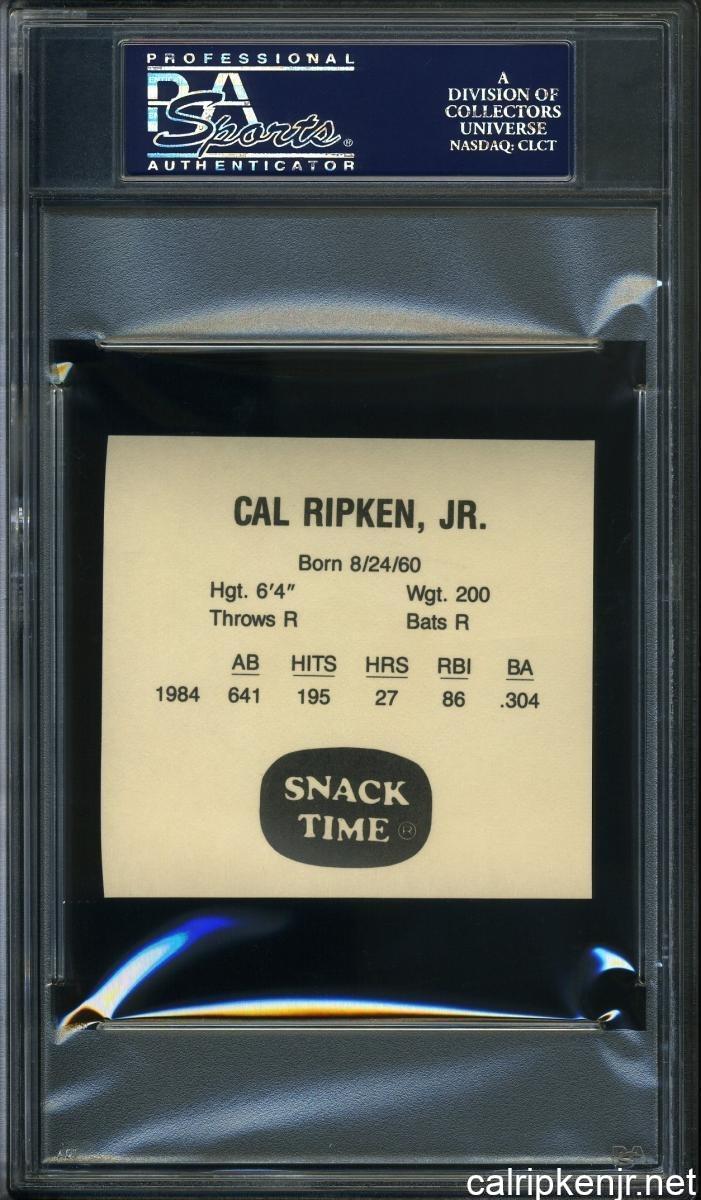 PROFESSIONAL
PSA
Sports®
AUTHENTICATOR
A
DIVISION OF
COLLECTORS
UNIVERSE
NASDAQ: CLCT
CAL RIPKEN, JR.
Born 8/24/60
Hgt. 6'4" Wgt. 200
Throws R Bats R
AB HITS HRS RBI BA
1984 641 195 27 86 .304
SNACK
TIME ®
PSA
calripkenjr.net